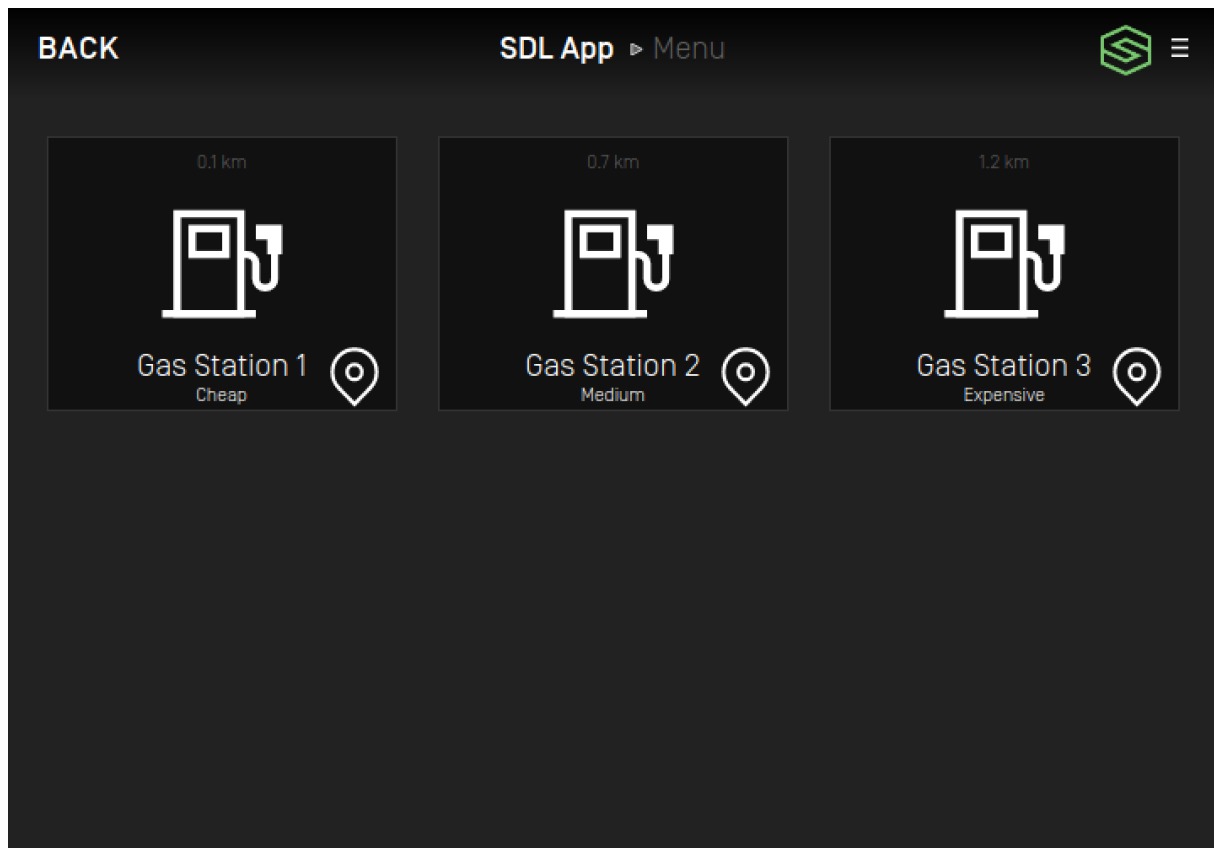 BACK
SDL App ▹ Menu
0.1 km
Gas Station 1
Cheap
0.7 km
Gas Station 2
Medium
1.2 km
Gas Station 3
Expensive